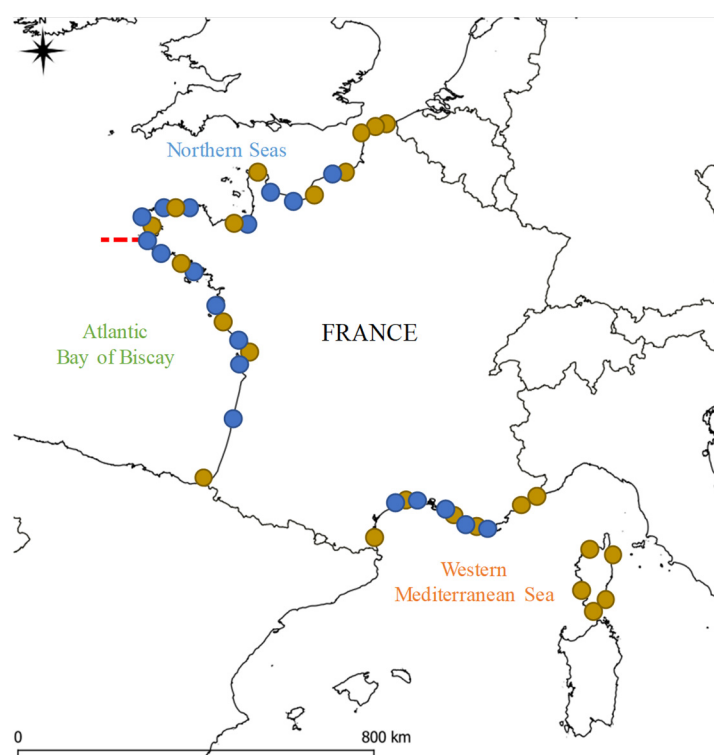 N
Northern Seas
FRANCE
Atlantic
Bay of Biscay
Western
Mediterranean Sea
0
800 km